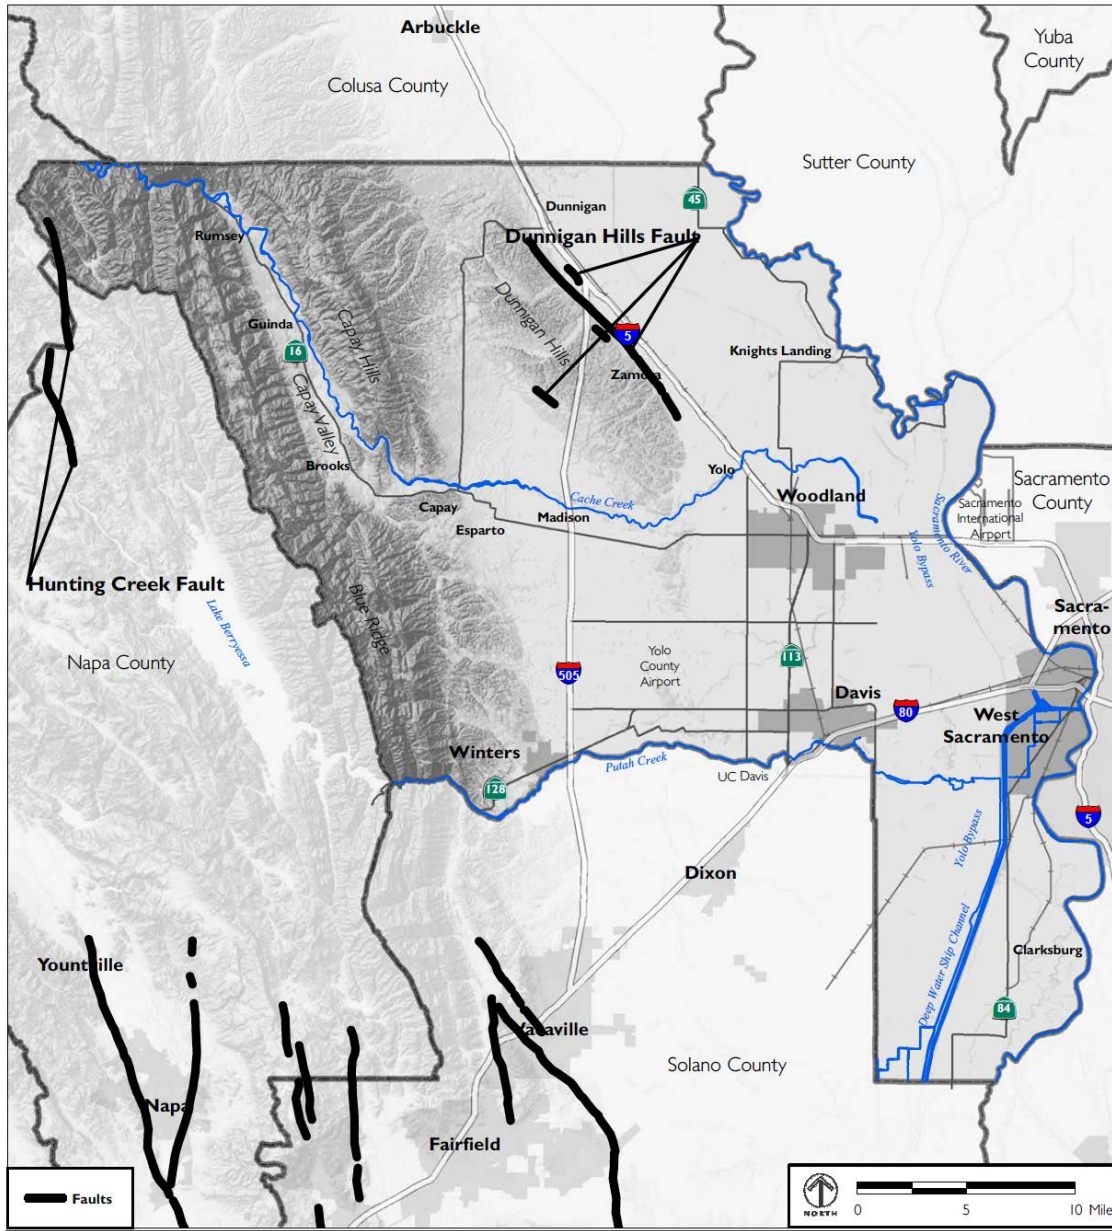 Arbuckle
Colusa County
Yuba
County
Sutter County
45
Dunnigan
Rumsey
Dunnigan Hills Fault
Dunnigan Hills
Capay Hills
Guinda
16
5
Knights Landing
Zamora
Capay Valley
Brooks
Yolo
Capay
Cache Creek
Woodland
Sacramento
County
Sacramento
International
Airport
Esparto
Madison
Sacramento River
Yolo Bypass
Hunting Creek Fault
Blue Ridge
Lake Berryessa
Sacra-
mento
Napa County
Yolo
County
Airport
113
505
Davis
80
West
Sacramento
Winters
Putah Creek
UC Davis
128
5
Yolo Bypass
Dixon
Deep Water Ship Channel
Clarksburg
Yountville
84
Vacaville
Solano County
Napa
Fairfield
Faults
NORTH
0 5 10 Mile